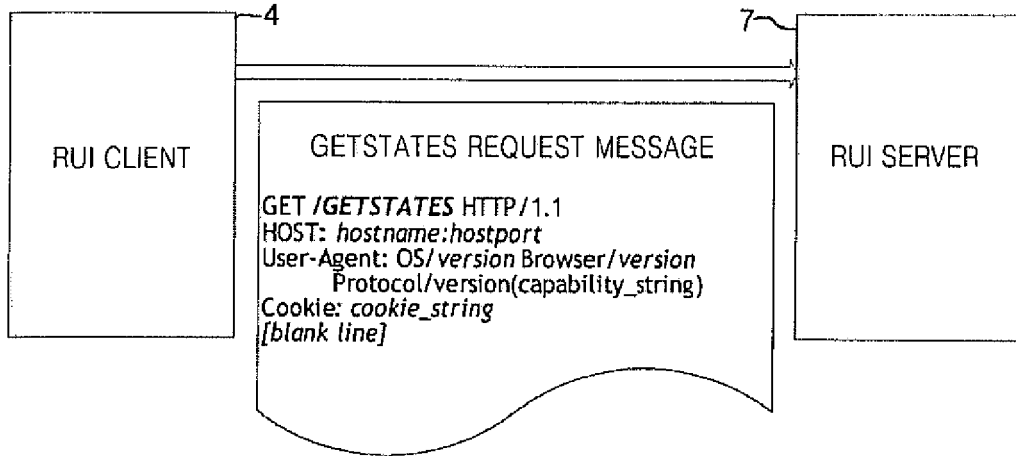 4
7
RUI CLIENT
GETSTATES REQUEST MESSAGE
RUI SERVER
GET /GETSTATES HTTP/1.1
HOST: hostname:hostport
User-Agent: OS/version Browser/version
Protocol/version(capability_string)
Cookie: cookie_string
[blank line]